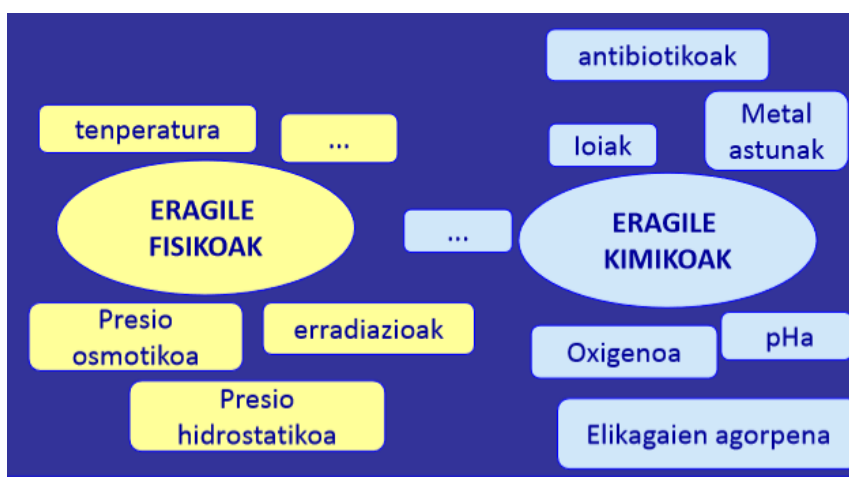 antibiotikoak
tenperatura
...
Ioiak
Metal
astunak
ERAGILE
FISIKOAK
...
ERAGILE
KIMIKOAK
Presio
osmotikoa
erradiazioak
Oxigenoa
pHa
Presio
hidrostatikoa
Elikagaien agorpena